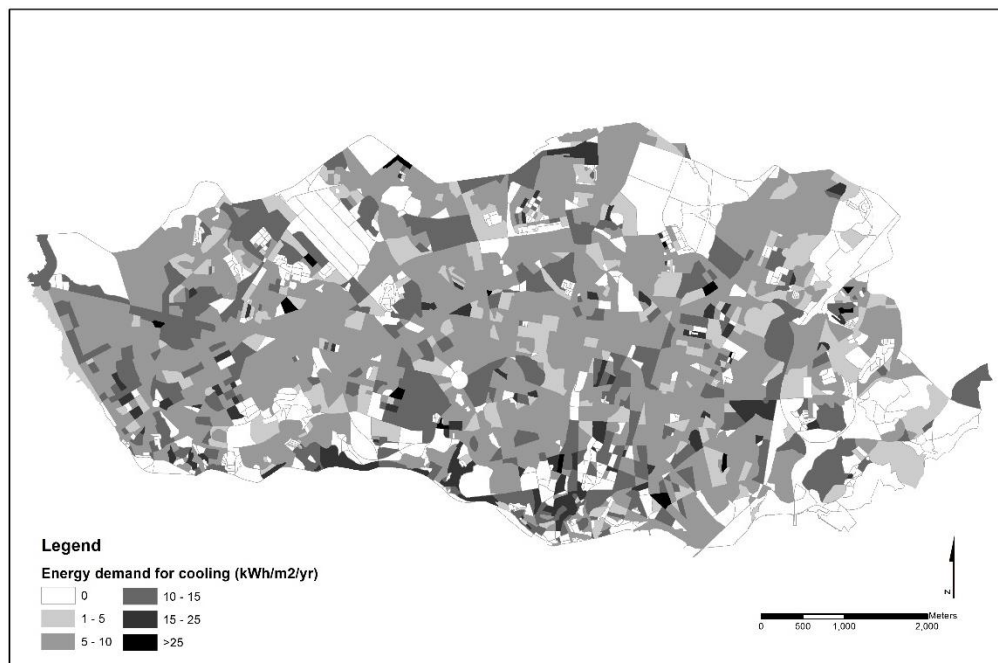 Legend
Energy demand for cooling (kWh/m2/yr)
0
10 - 15
1 - 5
15 - 25
5 - 10
>25
N
Meters
0
500
1,000
2,000